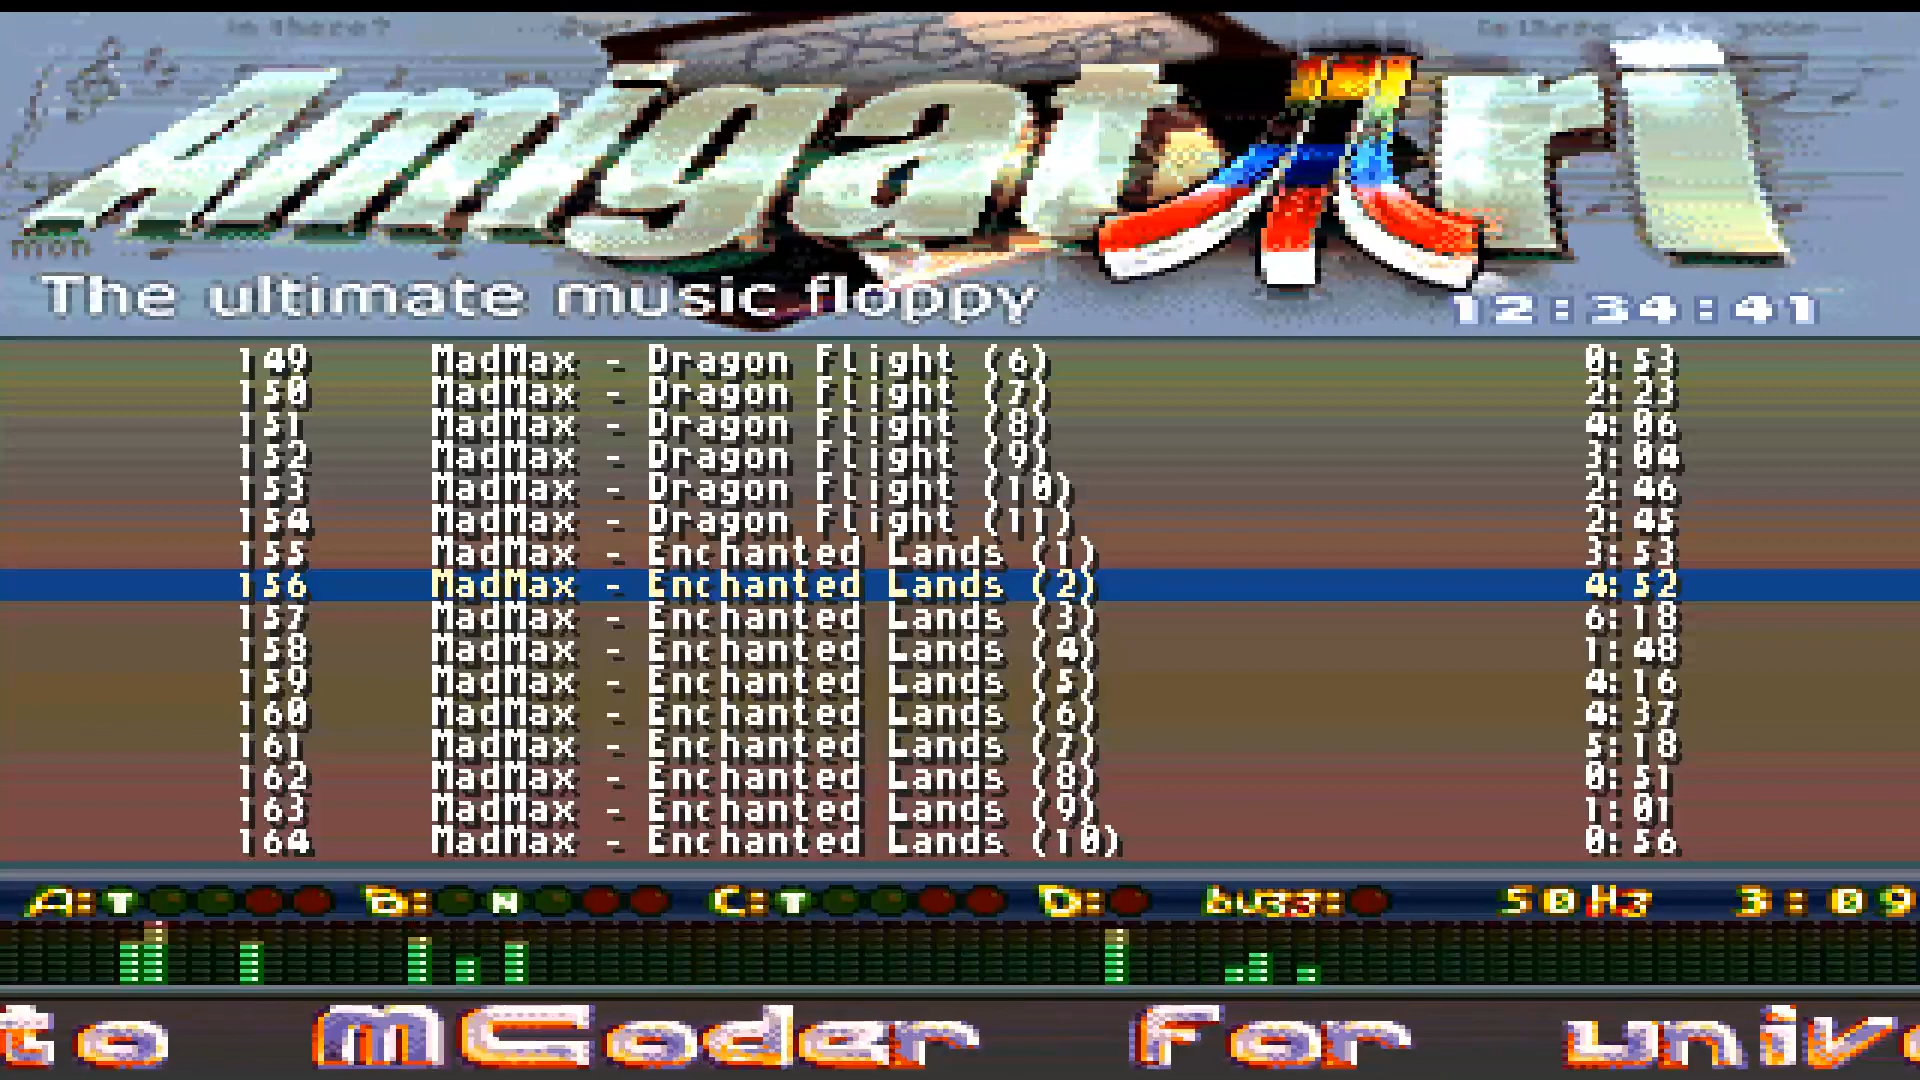 in there?
Amigatari
mon
The ultimate music floppy
12:34:41
149 MadMax - Dragon Flight (6) 0:53
150 MadMax - Dragon Flight (7) 2:23
151 MadMax - Dragon Flight (8) 4:06
152 MadMax - Dragon Flight (9) 3:04
153 MadMax - Dragon Flight (10) 2:46
154 MadMax - Dragon Flight (11) 2:45
155 MadMax - Enchanted Lands (1) 3:53
156 MadMax - Enchanted Lands (2) 4:52
157 MadMax - Enchanted Lands (3) 6:18
158 MadMax - Enchanted Lands (4) 1:48
159 MadMax - Enchanted Lands (5) 4:16
160 MadMax - Enchanted Lands (6) 4:37
161 MadMax - Enchanted Lands (7) 5:18
162 MadMax - Enchanted Lands (8) 0:51
163 MadMax - Enchanted Lands (9) 1:01
164 MadMax - Enchanted Lands (10) 0:56
A:T B: N C:T D: buzz: 50Hz 3:09
to MCoder For univ